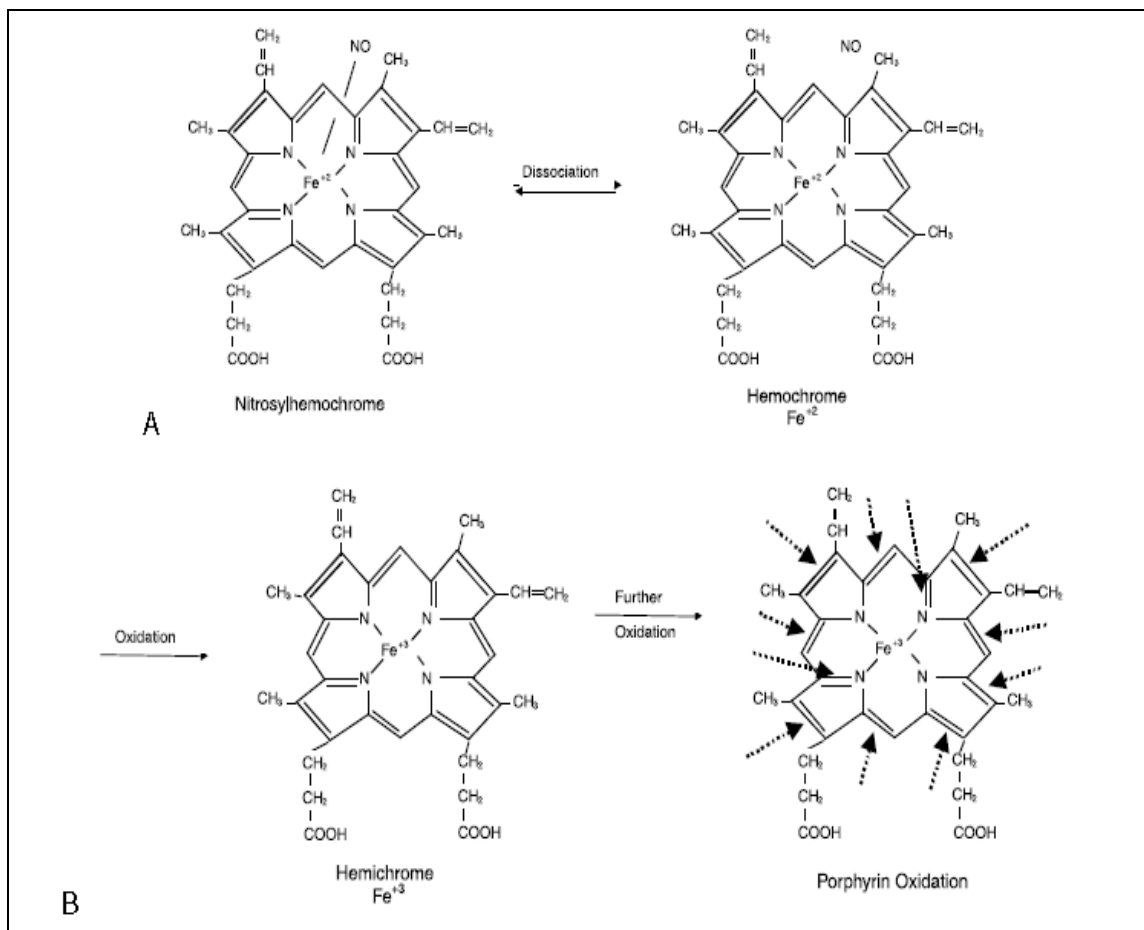 CH₂ NO CH₂ NO
CH CH₃ CH CH₃
CH₃ CH=CH₂ CH₃ CH=CH₂
N N N N
Fe⁺² Dissociation Fe⁺²
N N N N
CH₃ CH₃ CH₃ CH₃
CH₂ CH₂ CH₂ CH₂
CH₂ CH₂ CH₂ CH₂
COOH COOH COOH COOH
Nitrosylhemochrome Hemochrome
A Fe⁺²
CH₂ CH₂
CH CH₃ CH CH₃
CH₃ CH=CH₂ Further CH₃ CH–CH₂
N N N N
Oxidation Fe⁺³ Oxidation Fe⁺³
N N N N
CH₃ CH₃ CH₃ CH₃
CH₂ CH₂ CH₂ CH₂
CH₂ CH₂ CH₂ CH₂
COOH COOH COOH COOH
Hemichrome Porphyrin Oxidation
Fe⁺³
B